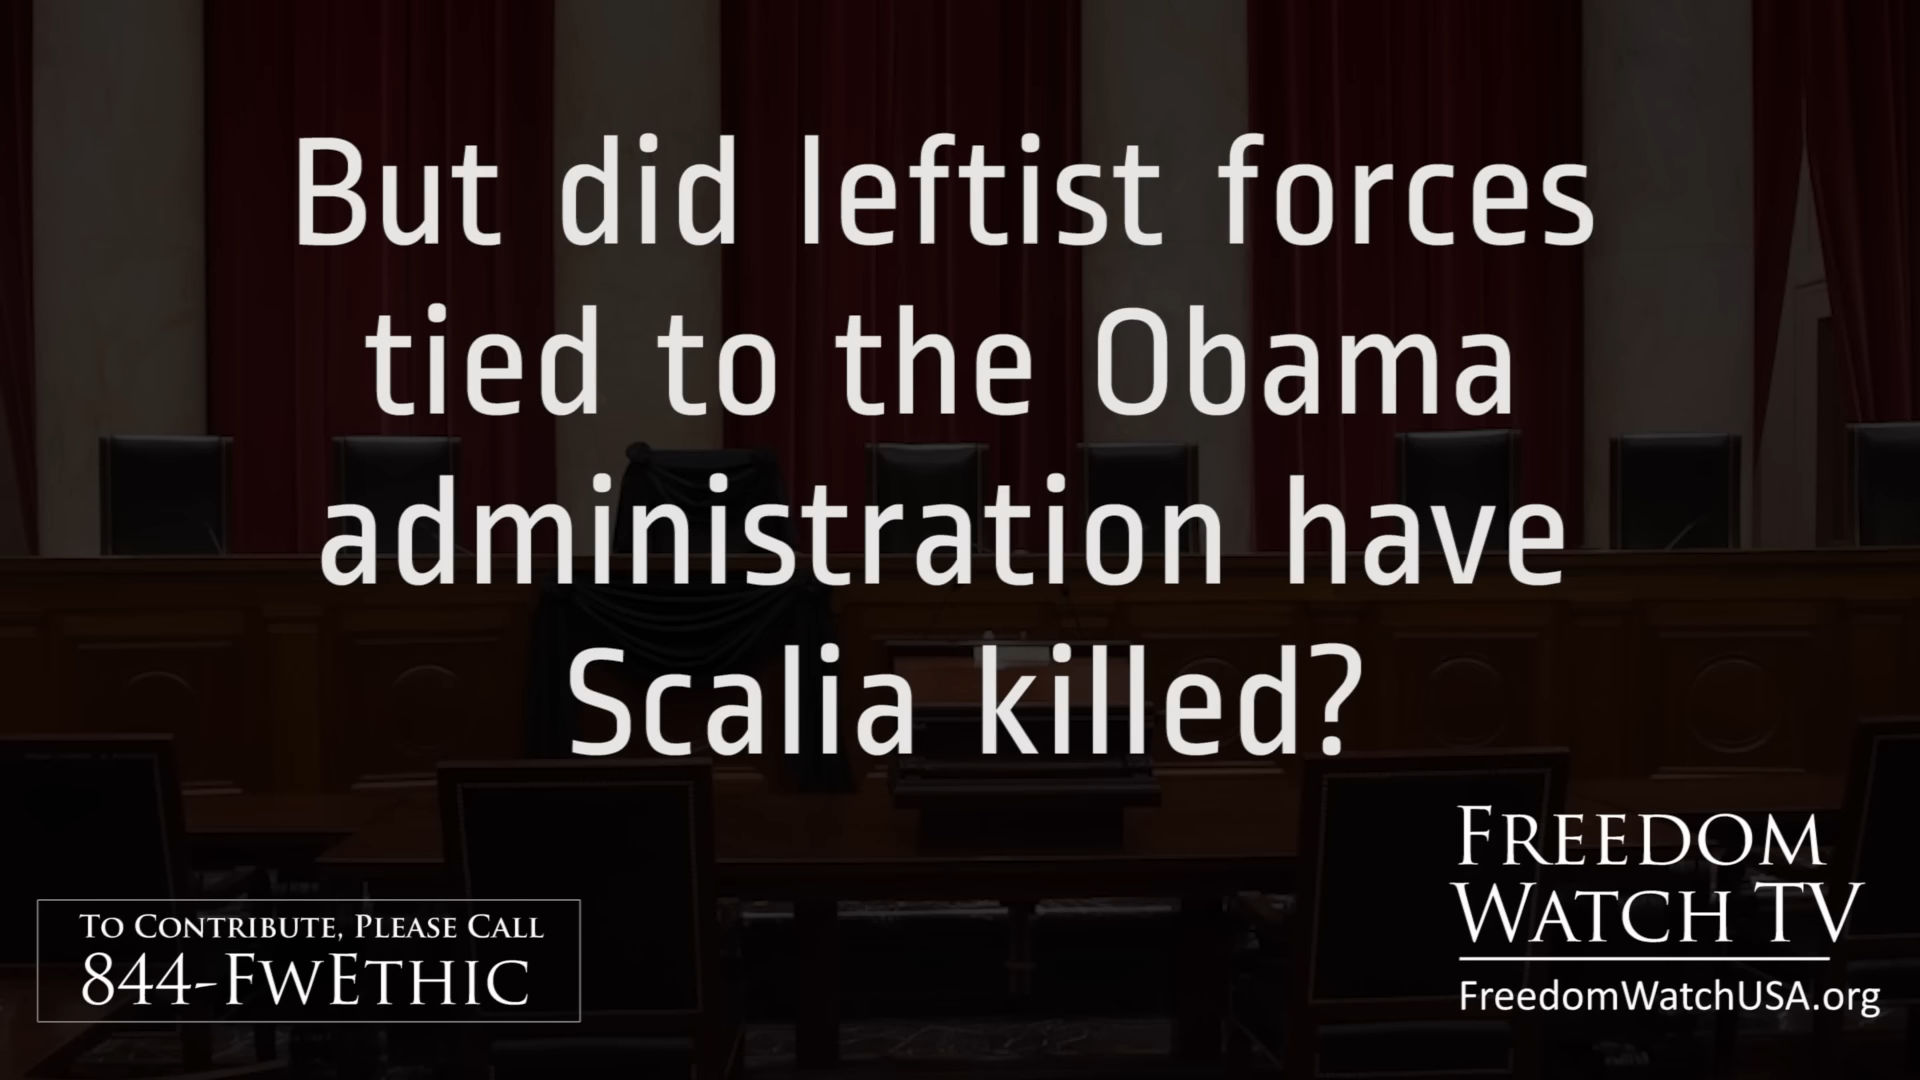 But did leftist forces
tied to the Obama
administration have
Scalia killed?
To Contribute, Please Call
844-FwEthic
Freedom
Watch TV
FreedomWatchUSA.org